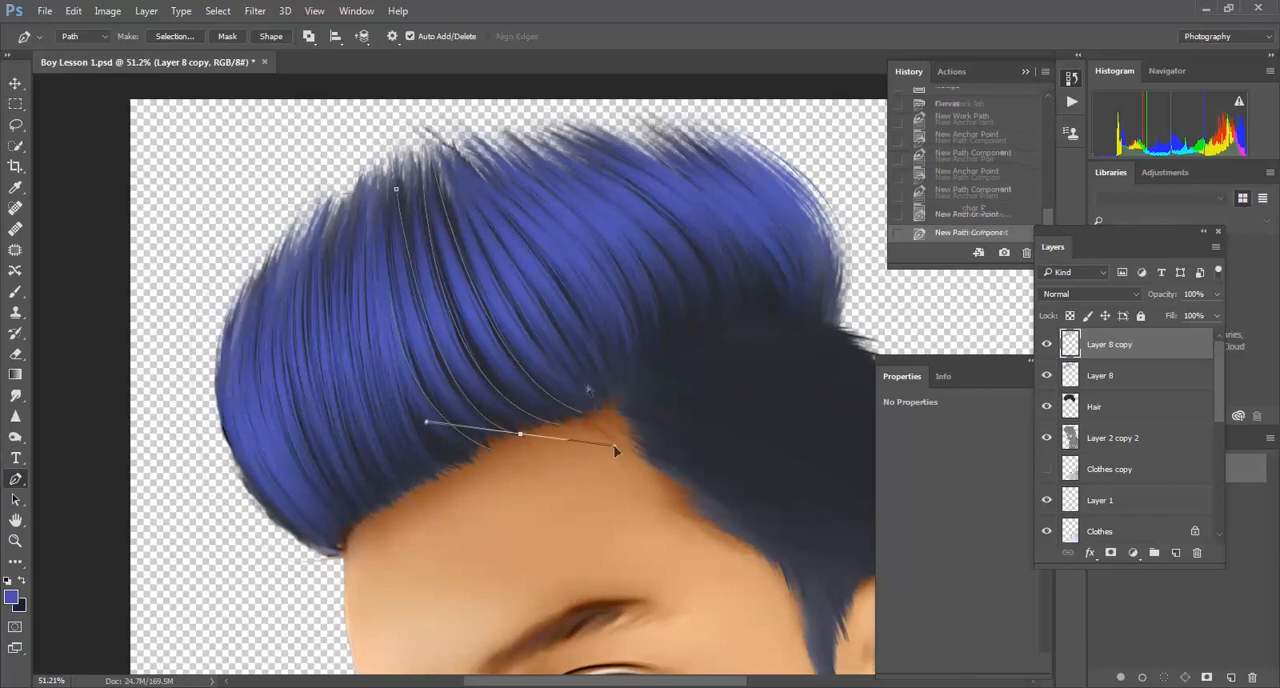 Ps File Edit Image Layer Type Select Filter 3D View Window Help
Path Make: Selection... Mask Shape Auto Add/Delete Align Edges Photography
Boy Lesson 1.psd @ 51.2% (Layer 8 copy, RGB/8#) * ×
History Actions
New Work Path
New Anchor Point
New Path Component
New Anchor Point
New Path Component
New Anchor Point
New Path Component
Histogram Navigator
Libraries Adjustments
Layers
Kind
Normal Opacity: 100%
Lock: Fill: 100%
Layer 8 copy
Layer 8
Hair
Layer 2 copy 2
Clothes copy
Layer 1
Clothes
Properties Info
No Properties
51.21% Doc: 24.7M/169.5M